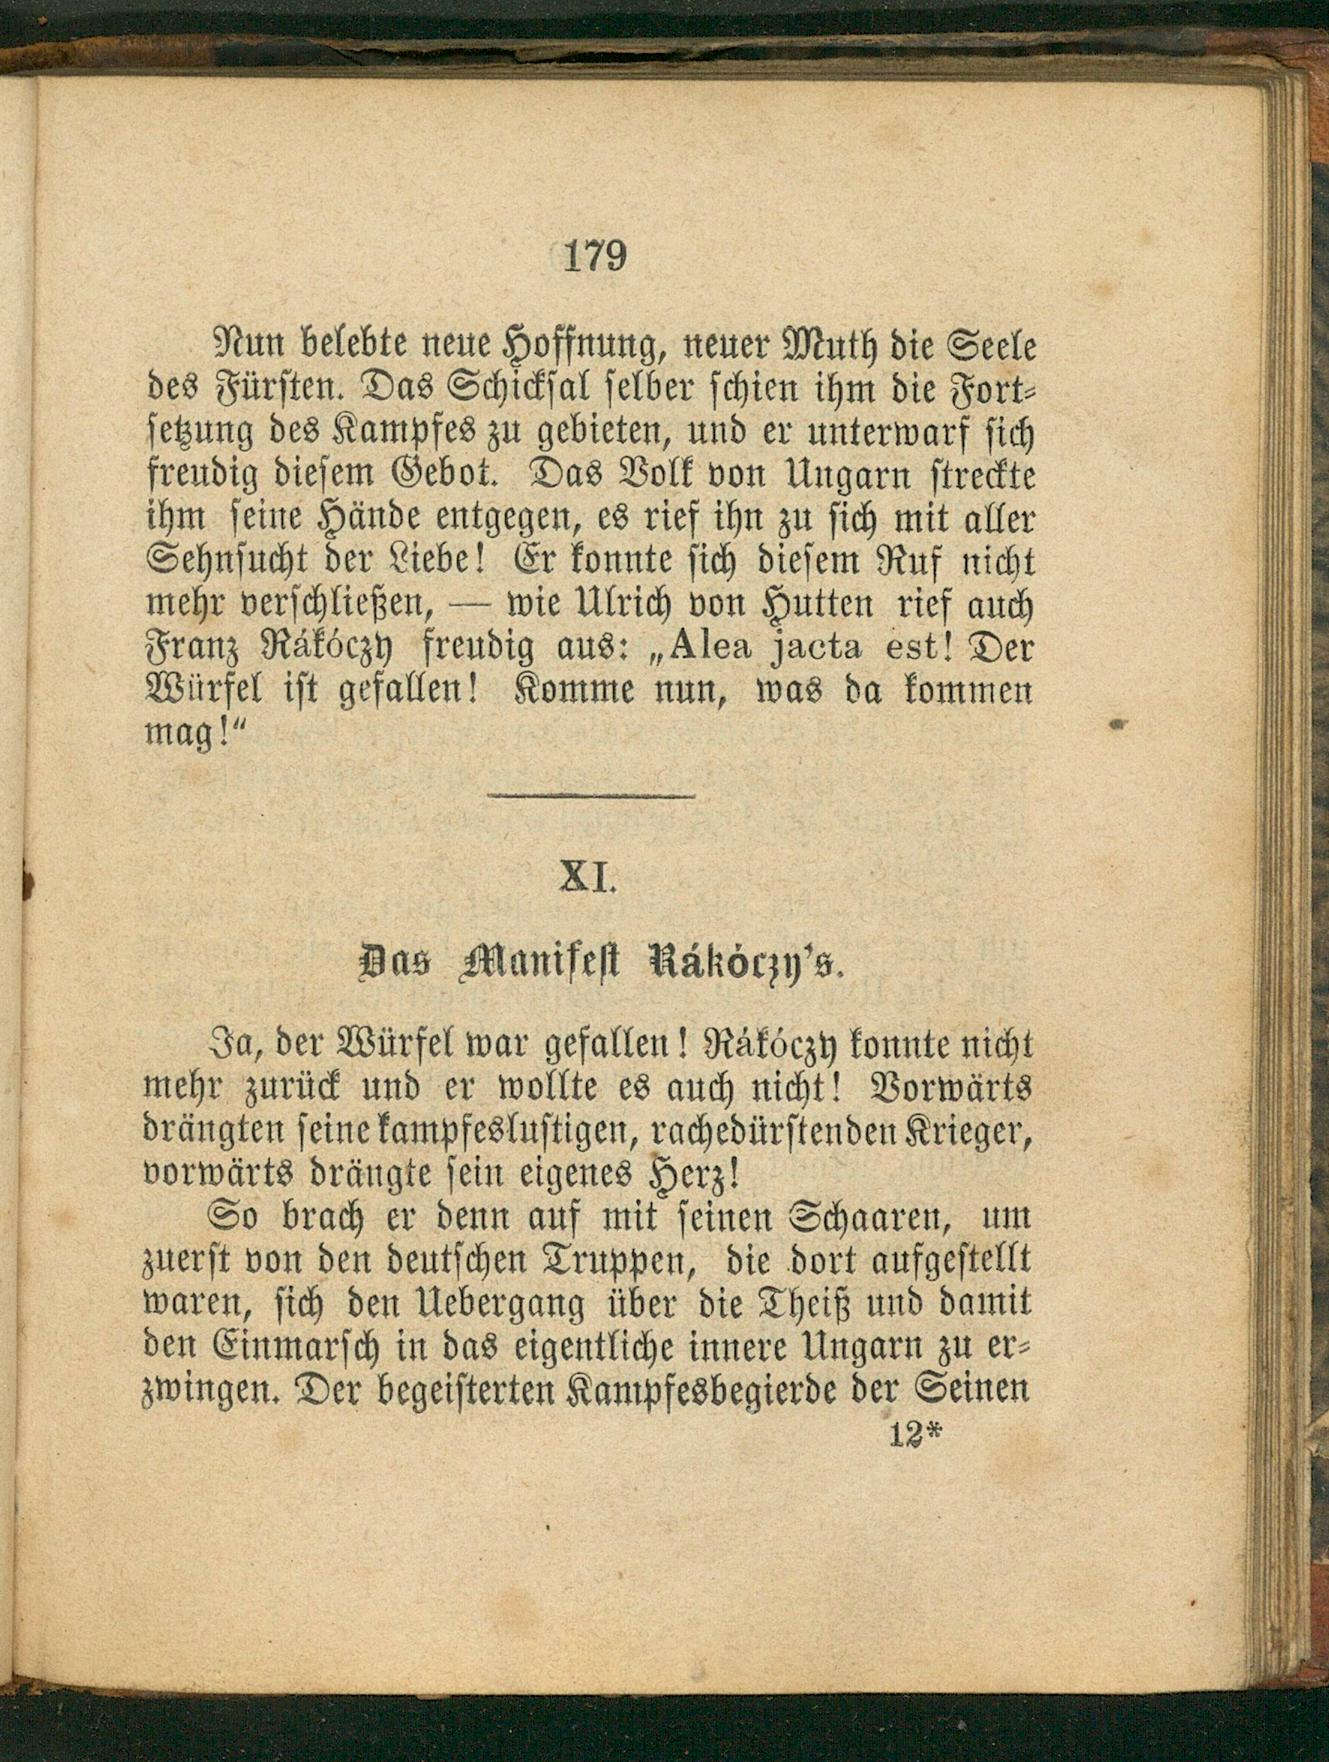 179
Nun belebte neue Hoffnung, neuer Muth die Seele
des Fürsten. Das Schicksal selber schien ihm die Fort-
setzung des Kampfes zu gebieten, und er unterwarf sich
freudig diesem Gebot. Das Volk von Ungarn streckte
ihm seine Hände entgegen, es rief ihn zu sich mit aller
Sehnsucht der Liebe! Er konnte sich diesem Ruf nicht
mehr verschließen, — wie Ulrich von Hutten rief auch
Franz Rákóczy freudig aus: „Alea jacta est! Der
Würfel ist gefallen! Komme nun, was da kommen
mag!“
XI.
Das Manifest Rákóczy's.
Ja, der Würfel war gefallen! Rákóczy konnte nicht
mehr zurück und er wollte es auch nicht! Vorwärts
drängten seine kampfeslustigen, rachedürstenden Krieger,
vorwärts drängte sein eigenes Herz!
So brach er denn auf mit seinen Schaaren, um
zuerst von den deutschen Truppen, die dort aufgestellt
waren, sich den Uebergang über die Theiß und damit
den Einmarsch in das eigentliche innere Ungarn zu er-
zwingen. Der begeisterten Kampfesbegierde der Seinen
12*